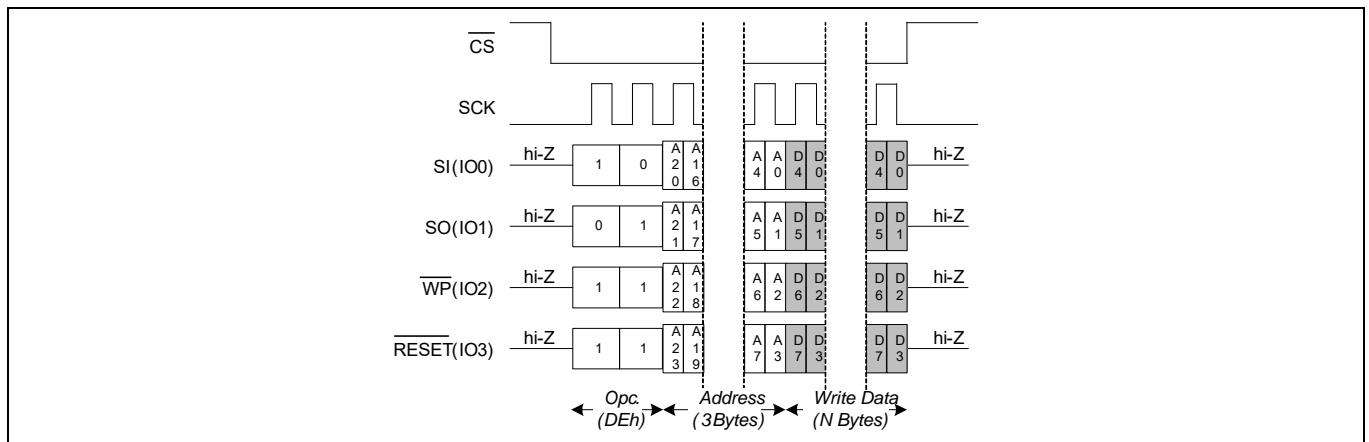 CS
SCK
SI(IO0) hi-Z 1 0 A20 A16 A4 A0 D4 D0 D4 D0 hi-Z
SO(IO1) hi-Z 0 1 A21 A17 A5 A1 D5 D1 D5 D1 hi-Z
WP(IO2) hi-Z 1 1 A22 A18 A6 A2 D6 D2 D6 D2 hi-Z
RESET(IO3) hi-Z 1 1 A23 A19 A7 A3 D7 D3 D7 D3 hi-Z
Opc. Address Write Data
(DEh) (3Bytes) (N Bytes)